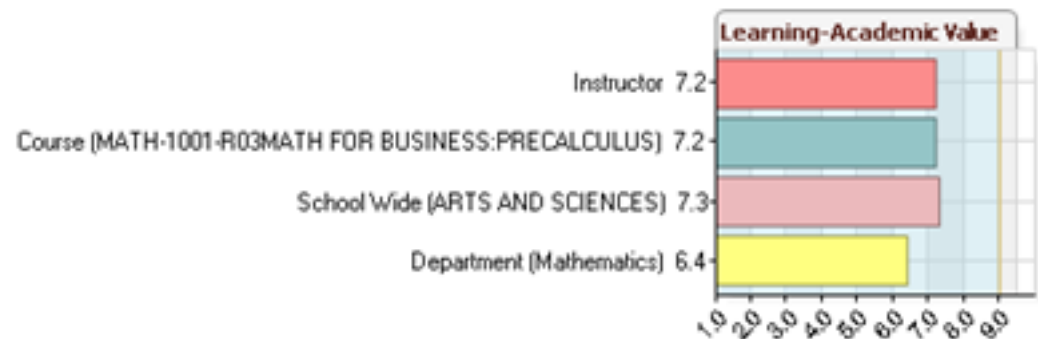 Learning-Academic Value
Instructor 7.2
Course (MATH-1001-R03MATH FOR BUSINESS:PRECALCULUS) 7.2
School Wide (ARTS AND SCIENCES) 7.3
Department (Mathematics) 6.4
1.0 2.0 3.0 4.0 5.0 6.0 7.0 8.0 9.0